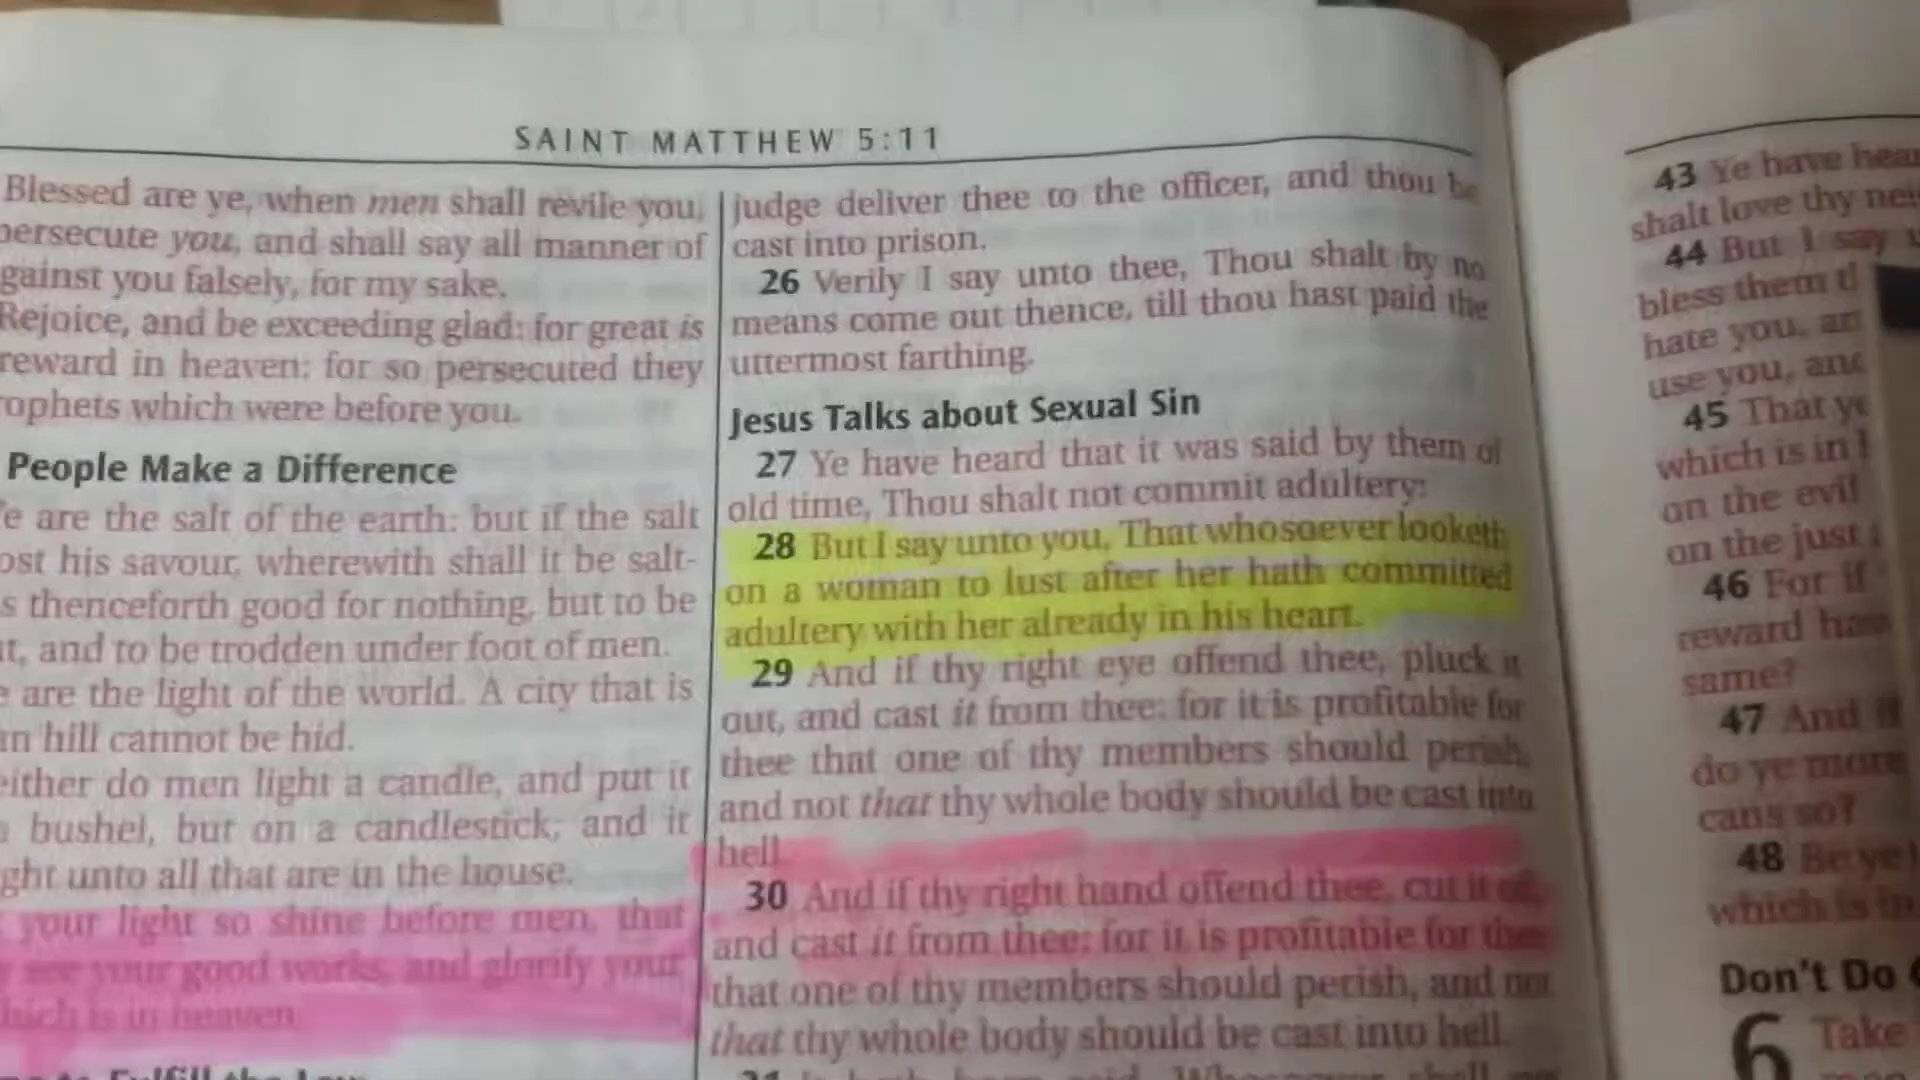 SAINT MATTHEW 5:11
Blessed are ye, when men shall revile you,
persecute you, and shall say all manner of
gainst you falsely, for my sake.
Rejoice, and be exceeding glad: for great is
reward in heaven: for so persecuted they
rophets which were before you.
People Make a Difference
e are the salt of the earth: but if the salt
ost his savour, wherewith shall it be salt-
s thenceforth good for nothing, but to be
t, and to be trodden under foot of men.
e are the light of the world. A city that is
an hill cannot be hid.
either do men light a candle, and put it
a bushel, but on a candlestick; and it
ght unto all that are in the house.
your light so shine before men, that
your good works, and glorify your
hich is in heaven.
Fulfill the Law
judge deliver thee to the officer, and thou be
cast into prison.
26 Verily I say unto thee, Thou shalt by no
means come out thence, till thou hast paid the
uttermost farthing.
Jesus Talks about Sexual Sin
27 Ye have heard that it was said by them of
old time, Thou shalt not commit adultery:
28 But I say unto you, That whosoever looketh
on a woman to lust after her hath committed
adultery with her already in his heart.
29 And if thy right eye offend thee, pluck it
out, and cast it from thee: for it is profitable for
thee that one of thy members should perish,
and not that thy whole body should be cast into
hell.
30 And if thy right hand offend thee, cut it off,
and cast it from thee: for it is profitable for thee
that one of thy members should perish, and not
that thy whole body should be cast into hell.
43 Ye have hear
shalt love thy nei
44 But I say u
bless them t
hate you, an
use you, and
45 That ye
which is in h
on the evil
on the just
46 For if
reward hav
same?
47 And if
do ye more
cans so?
48 Be ye
which is in
Don't Do
6 Take